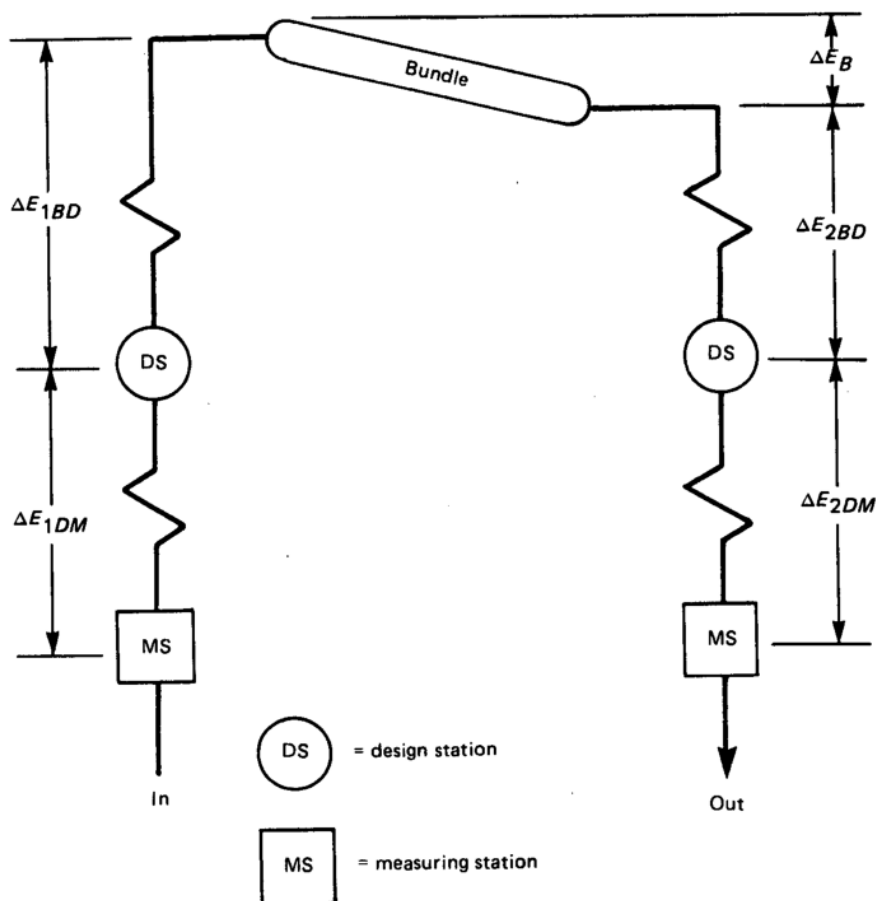 ΔE_B
Bundle
ΔE_1BD
ΔE_2BD
DS
DS
ΔE_1DM
ΔE_2DM
MS
MS
DS = design station
In
Out
MS = measuring station